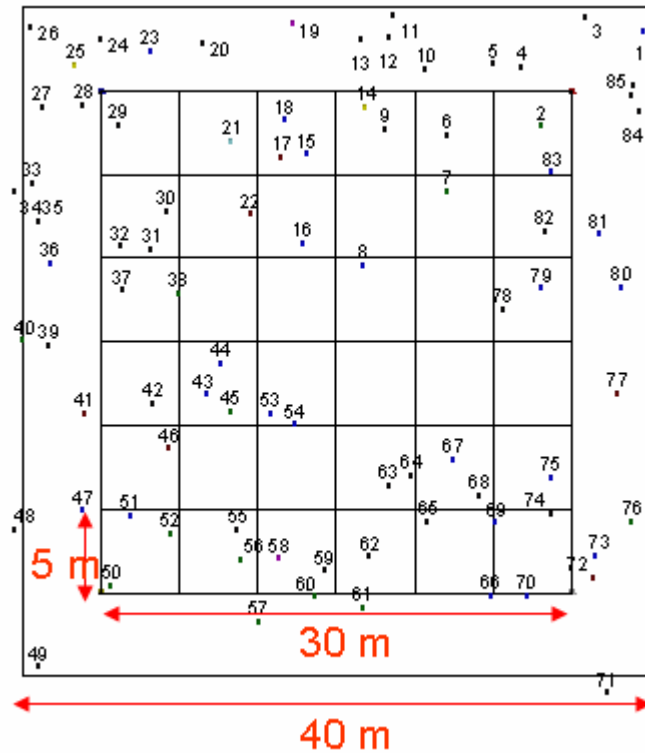 26 24 23 20 19 11 3 1
25 13 12 10 5 4
27 28 29 18 14 9 6 2 85
21 17 15 84
33 7 83
3435 30 22
32 31 16 8 82 81
36 37 38 78 79 80
40 39
44
41 42 43 45 53 54 77
46 67
47 63 64 68 75
48 51 52 55 65 69 74 76
5 m 56 58 59 62 72 73
50 60 61 66 70
57
30 m
49 71
40 m